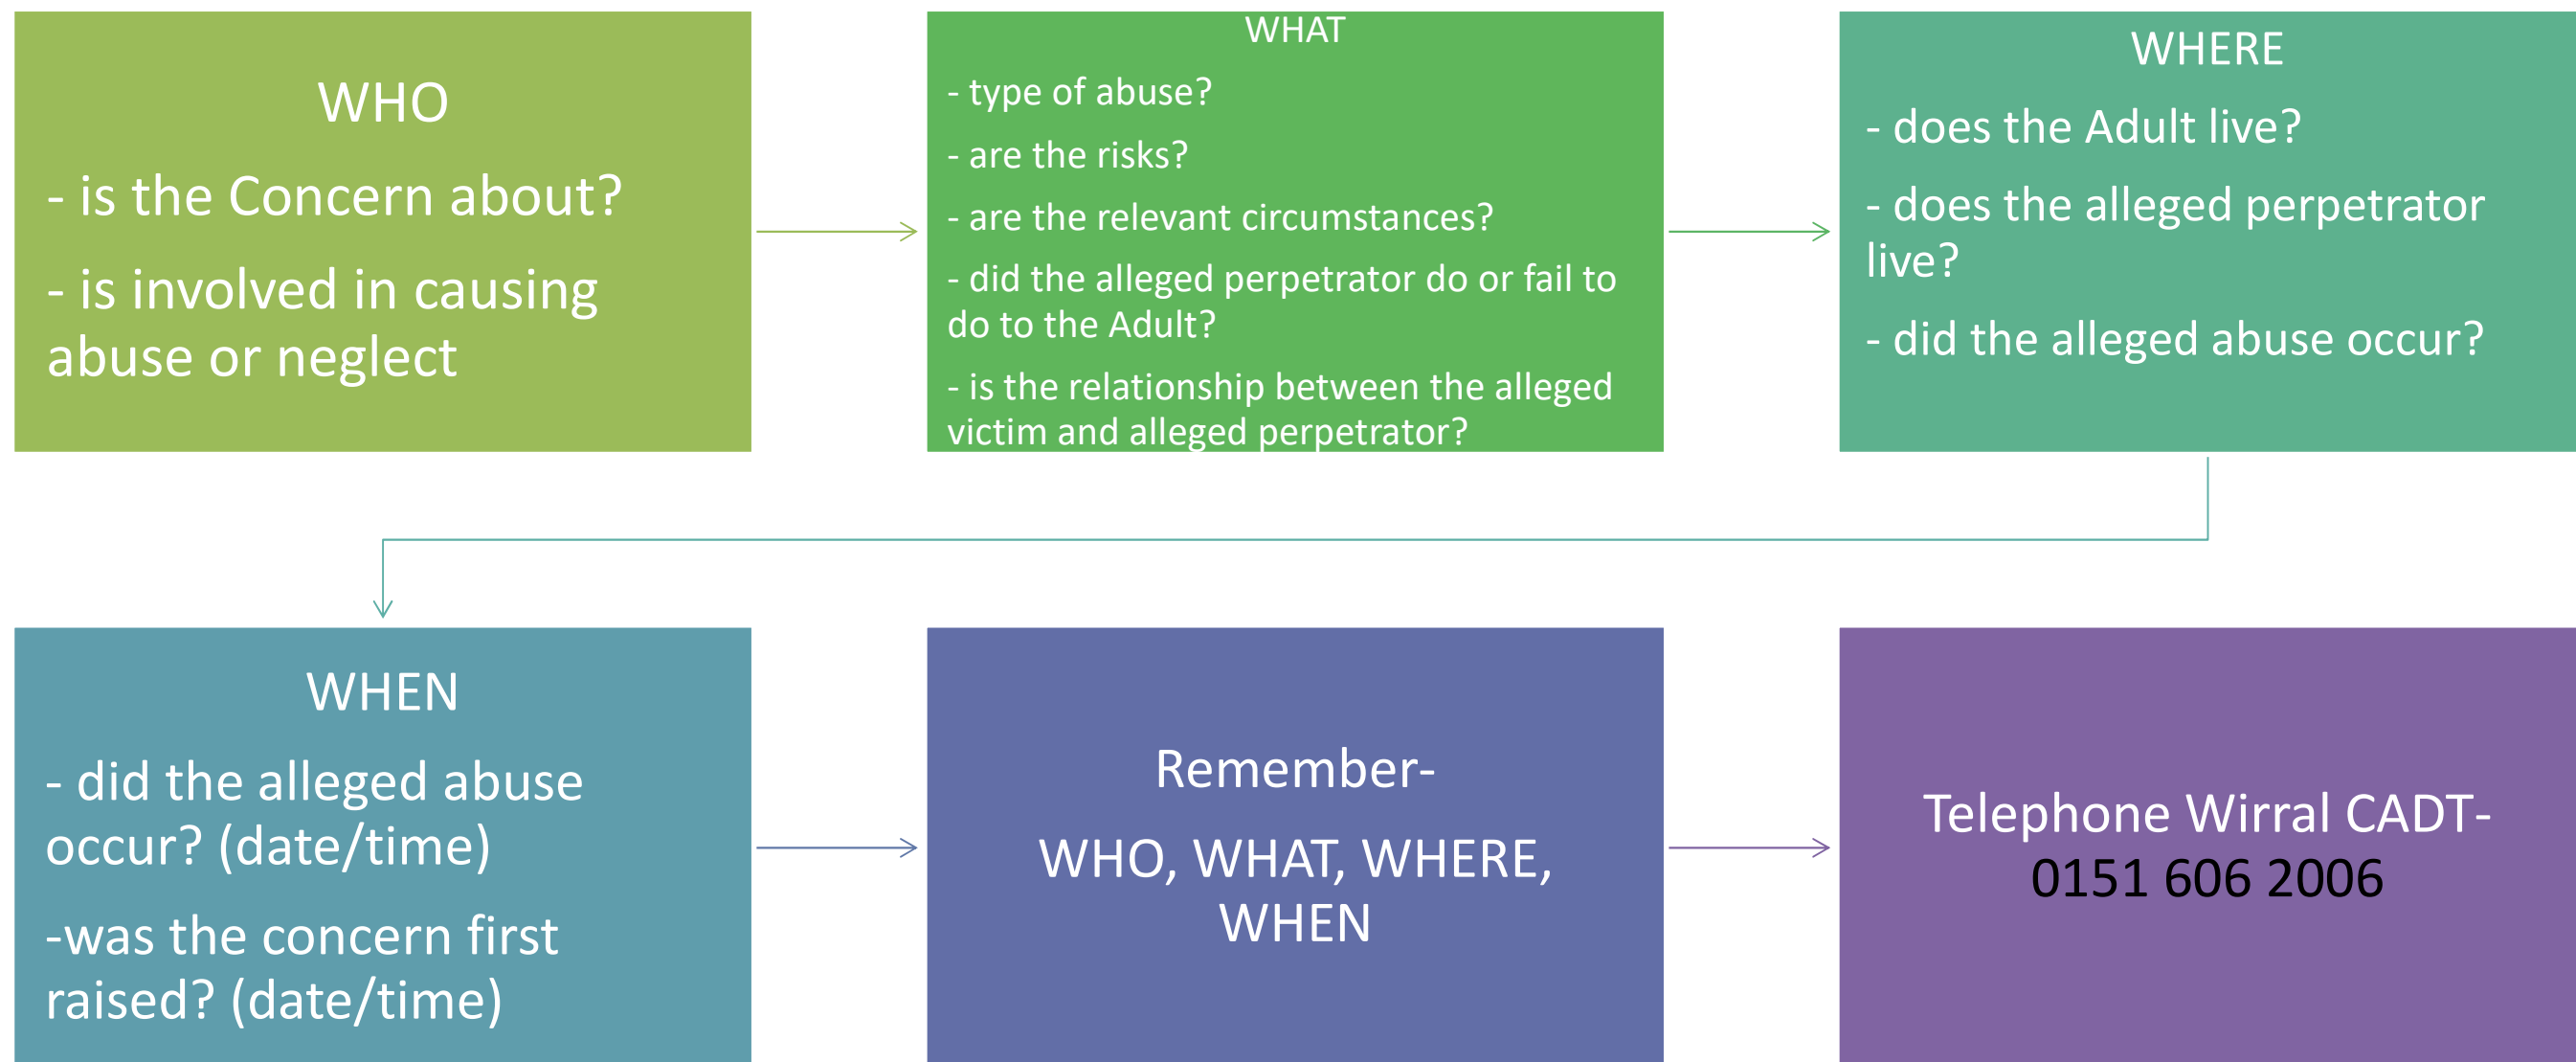 WHO
- is the Concern about?
- is involved in causing
abuse or neglect
WHAT
- type of abuse?
- are the risks?
- are the relevant circumstances?
- did the alleged perpetrator do or fail to
do to the Adult?
- is the relationship between the alleged
victim and alleged perpetrator?
WHERE
- does the Adult live?
- does the alleged perpetrator
live?
- did the alleged abuse occur?
WHEN
- did the alleged abuse
occur? (date/time)
-was the concern first
raised? (date/time)
Remember-
WHO, WHAT, WHERE,
WHEN
Telephone Wirral CADT-
0151 606 2006